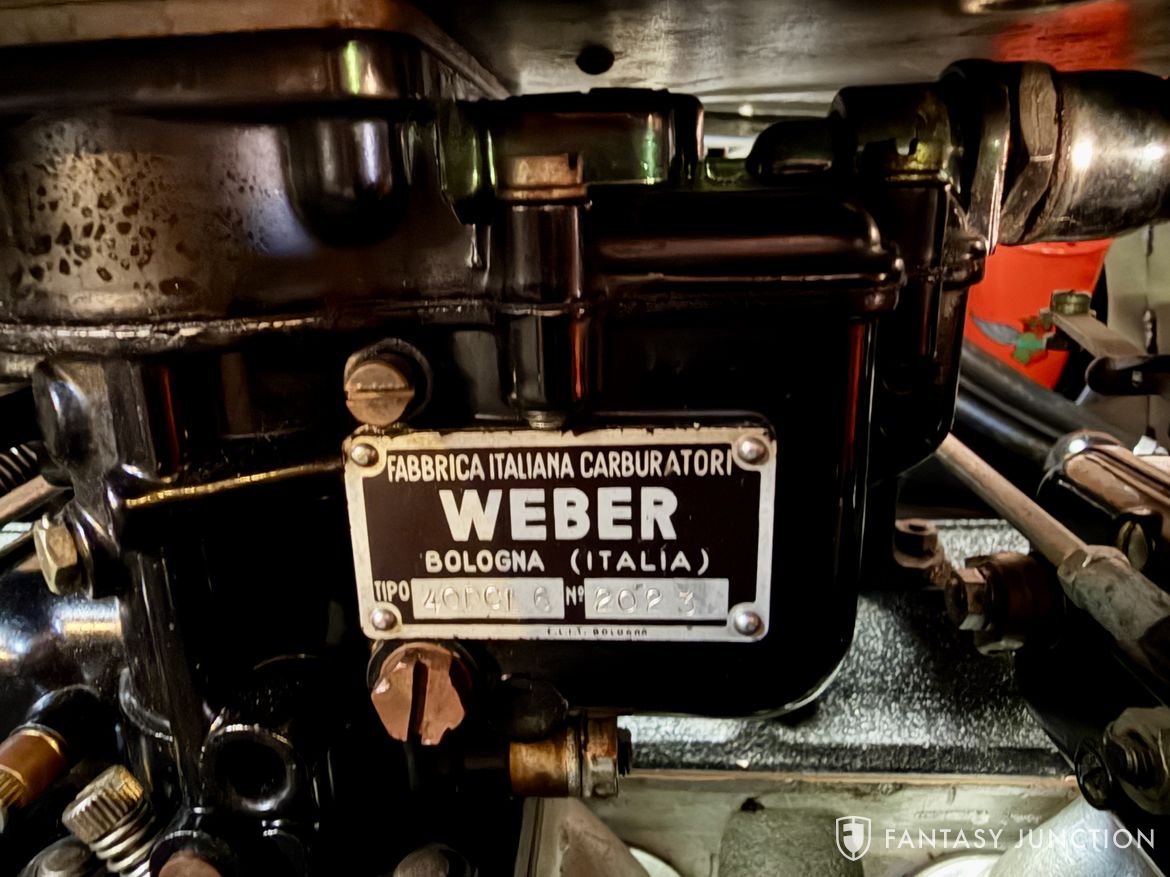 FABBRICA ITALIANA CARBURATORI
WEBER
BOLOGNA (ITALIA)
TIPO 40DCL 6 Nº 2023
F.L.I.T. BOLOGNA
FANTASY JUNCTION